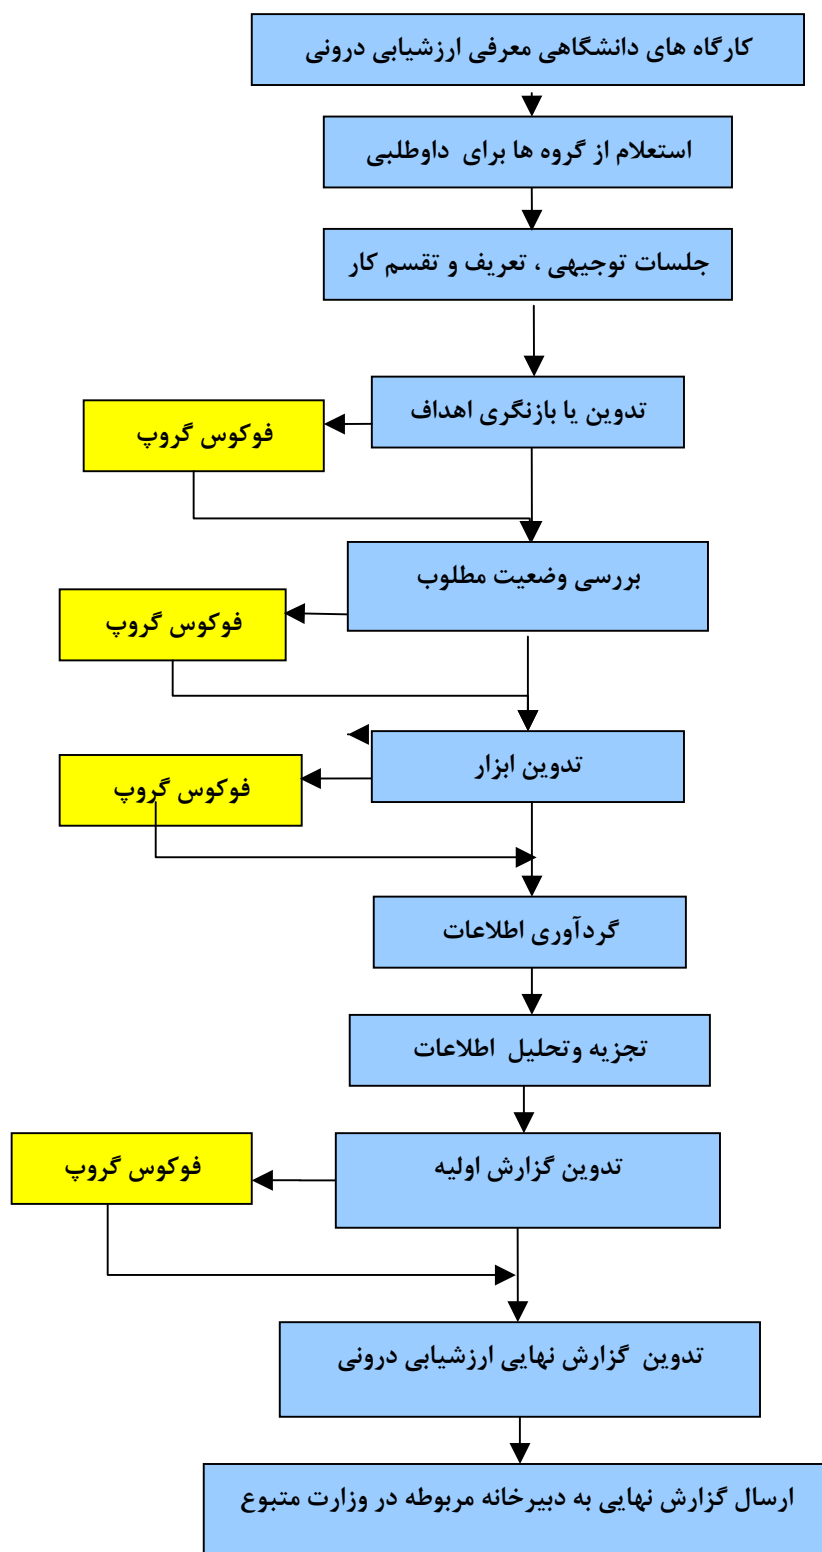 کارگاه های دانشگاهی معرفی ارزشیابی درونی
استعلام از گروه ها برای داوطلبی
جلسات توجیهی ، تعریف و تقسم کار
تدوین یا بازنگری اهداف
فوکوس گروپ
بررسی وضعیت مطلوب
فوکوس گروپ
تدوین ابزار
فوکوس گروپ
گردآوری اطلاعات
تجزیه وتحلیل اطلاعات
تدوین گزارش اولیه
فوکوس گروپ
تدوین گزارش نهایی ارزشیابی درونی
ارسال گزارش نهایی به دبیرخانه مربوطه در وزارت متبوع